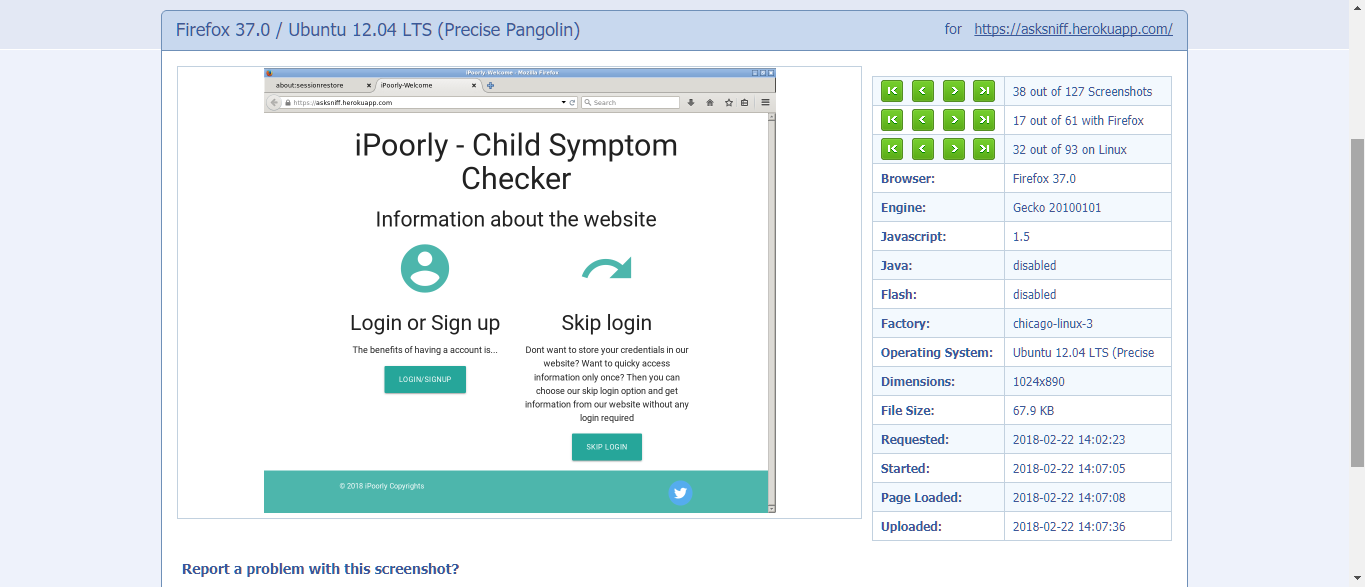 Firefox 37.0 / Ubuntu 12.04 LTS (Precise Pangolin)
for https://asksniff.herokuapp.com/
iPoorly-Welcome - Mozilla Firefox
about:sessionrestore
iPoorly-Welcome
https://asksniff.herokuapp.com
Search
iPoorly - Child Symptom
Checker
Information about the website
Login or Sign up
The benefits of having a account is...
LOGIN/SIGNUP
Skip login
Dont want to store your credentials in our
website? Want to quicky access
information only once? Then you can
choose our skip login option and get
information from our website without any
login required
SKIP LOGIN
© 2018 iPoorly Copyrights
38 out of 127 Screenshots
17 out of 61 with Firefox
32 out of 93 on Linux
Browser: Firefox 37.0
Engine: Gecko 20100101
Javascript: 1.5
Java: disabled
Flash: disabled
Factory: chicago-linux-3
Operating System: Ubuntu 12.04 LTS (Precise
Dimensions: 1024x890
File Size: 67.9 KB
Requested: 2018-02-22 14:02:23
Started: 2018-02-22 14:07:05
Page Loaded: 2018-02-22 14:07:08
Uploaded: 2018-02-22 14:07:36
Report a problem with this screenshot?